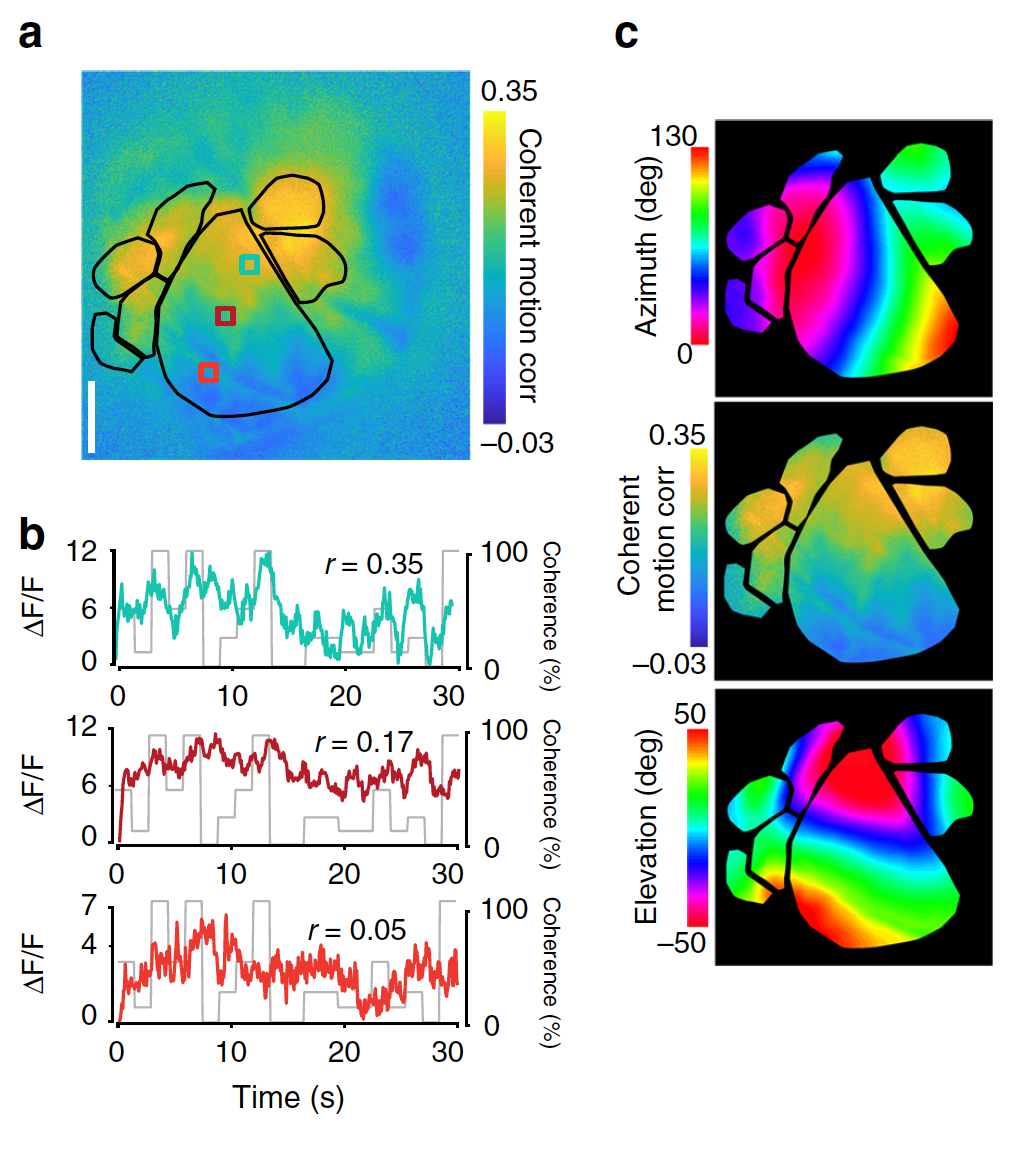 a
0.35
Coherent motion corr
–0.03
b
12
6
0
ΔF/F
r = 0.35
100
0
Coherence (%)
0
10
20
30
12
6
0
ΔF/F
r = 0.17
100
0
Coherence (%)
0
10
20
30
7
4
0
ΔF/F
r = 0.05
100
0
Coherence (%)
0
10
20
30
Time (s)
c
130
Azimuth (deg)
0
0.35
Coherent
motion corr
–0.03
50
Elevation (deg)
–50